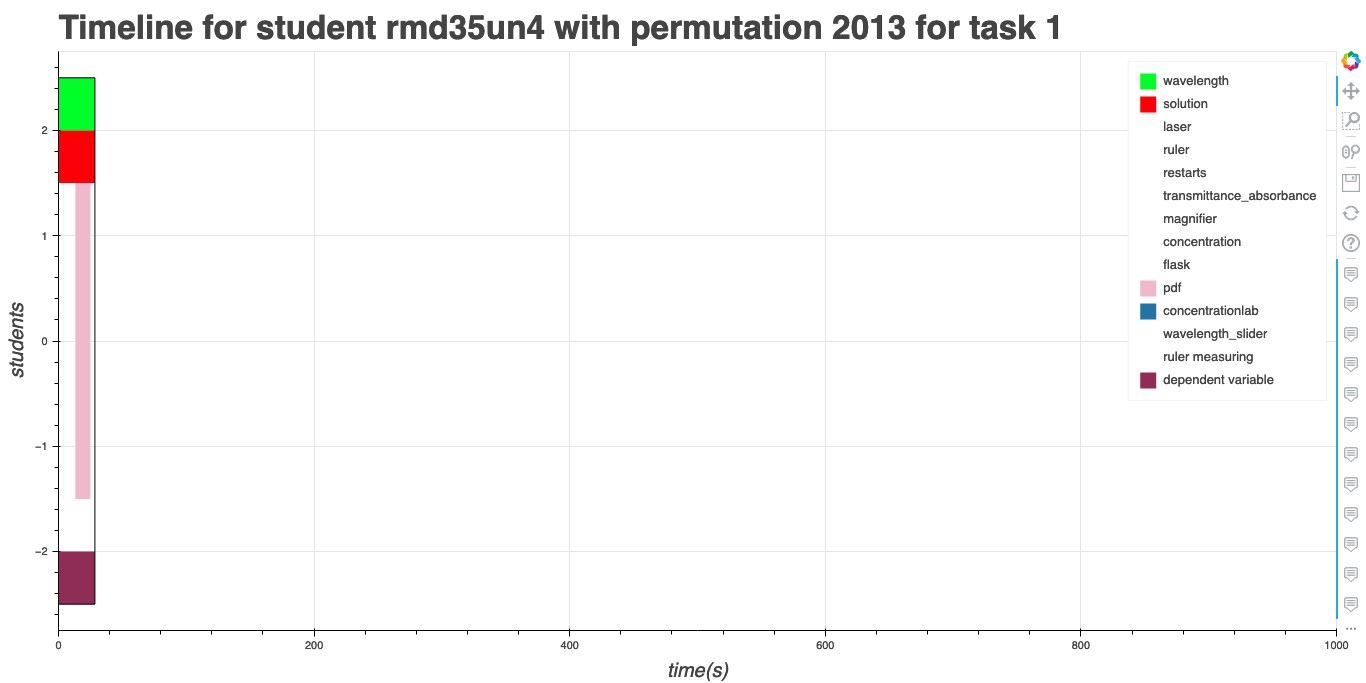 Timeline for student rmd35un4 with permutation 2013 for task 1
wavelength
solution
laser
ruler
restarts
transmittance_absorbance
magnifier
concentration
flask
pdf
concentrationlab
wavelength_slider
ruler measuring
dependent variable
2
1
0
−1
−2
students
0 200 400 600 800 1000
time(s)